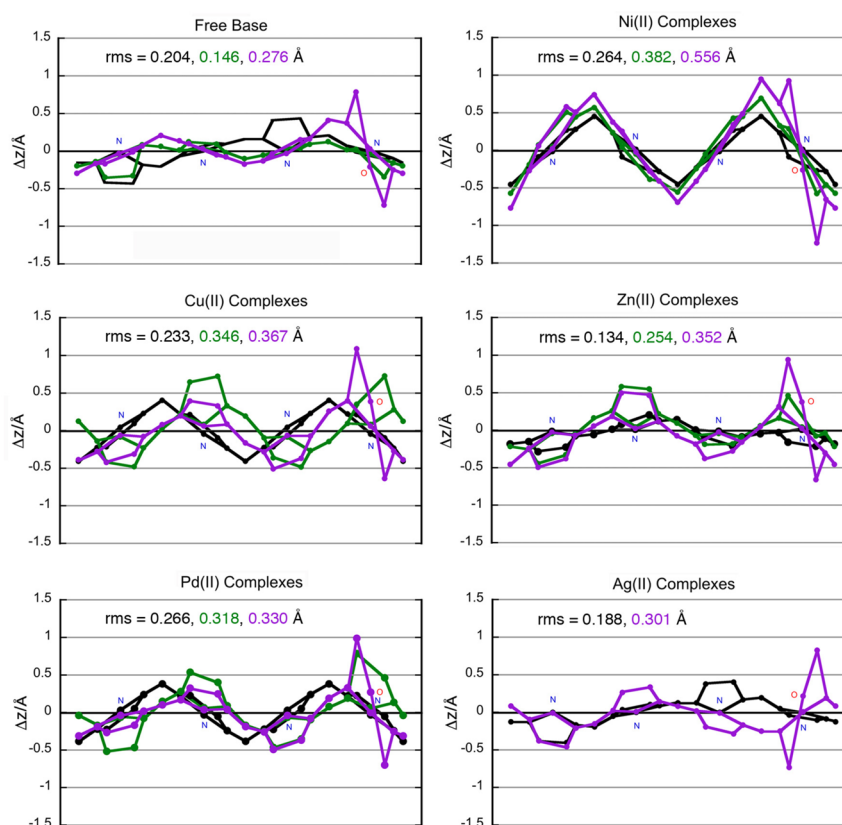 Free Base
rms = 0.204, 0.146, 0.276 Å
1.5
1
0.5
0
-0.5
-1
-1.5
Δz/Å
N
N
N
N
O
Ni(II) Complexes
rms = 0.264, 0.382, 0.556 Å
1.5
1
0.5
0
-0.5
-1
-1.5
Δz/Å
N
N
N
N
O
Cu(II) Complexes
rms = 0.233, 0.346, 0.367 Å
1.5
1
0.5
0
-0.5
-1
-1.5
Δz/Å
N
N
N
N
O
Zn(II) Complexes
rms = 0.134, 0.254, 0.352 Å
1.5
1
0.5
0
-0.5
-1
-1.5
Δz/Å
N
N
N
N
O
Pd(II) Complexes
rms = 0.266, 0.318, 0.330 Å
1.5
1
0.5
0
-0.5
-1
-1.5
Δz/Å
N
N
N
N
O
Ag(II) Complexes
rms = 0.188, 0.301 Å
1.5
1
0.5
0
-0.5
-1
-1.5
Δz/Å
N
N
N
N
O